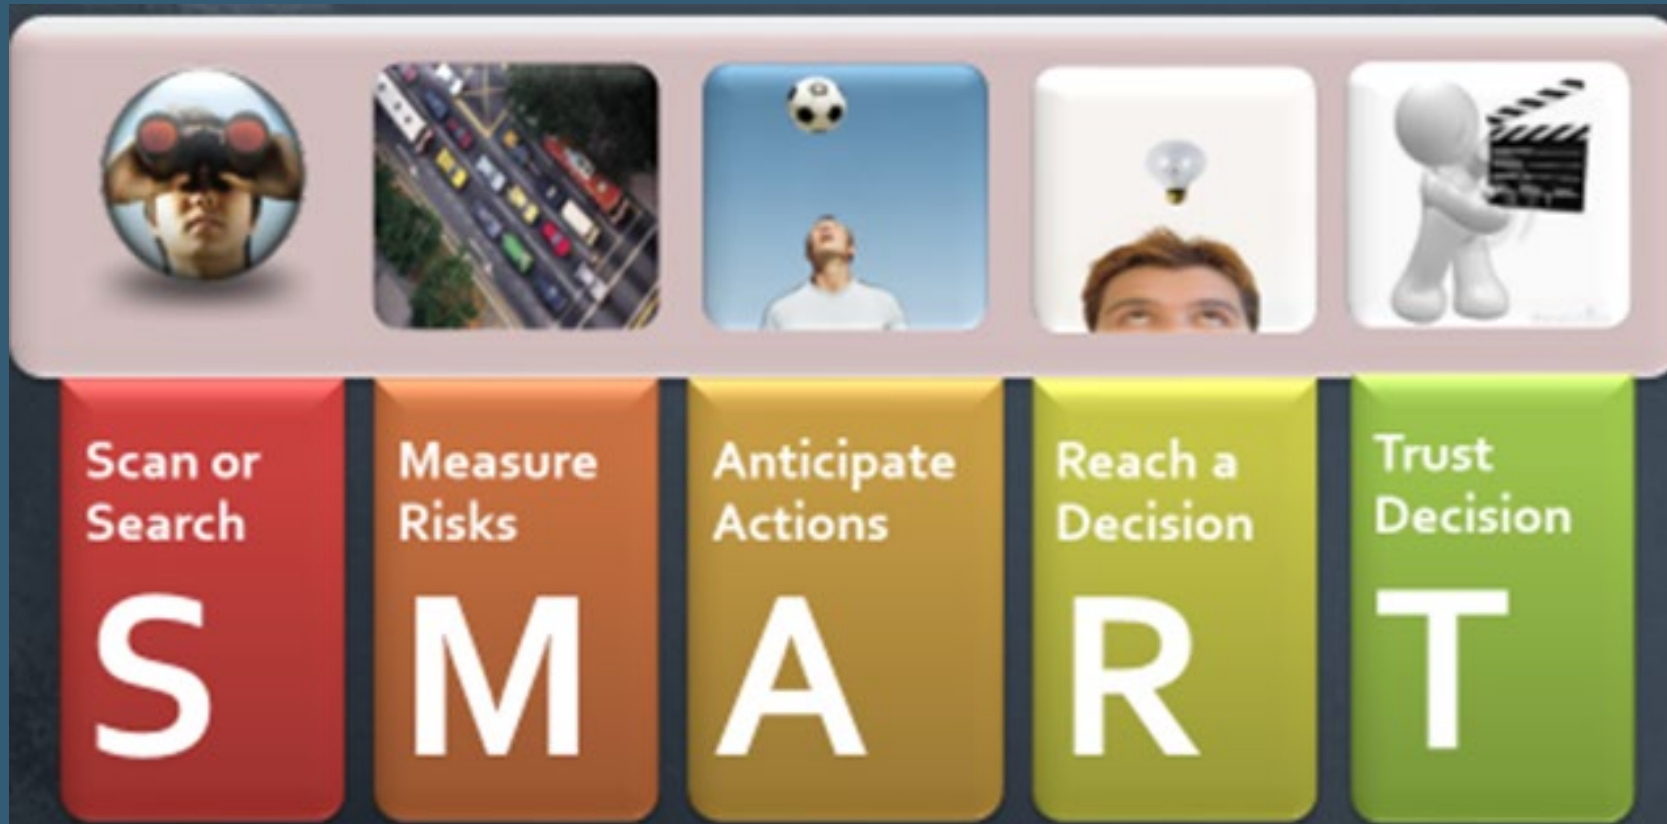 Scan or
Search
S
Measure
Risks
M
Anticipate
Actions
A
Reach a
Decision
R
Trust
Decision
T